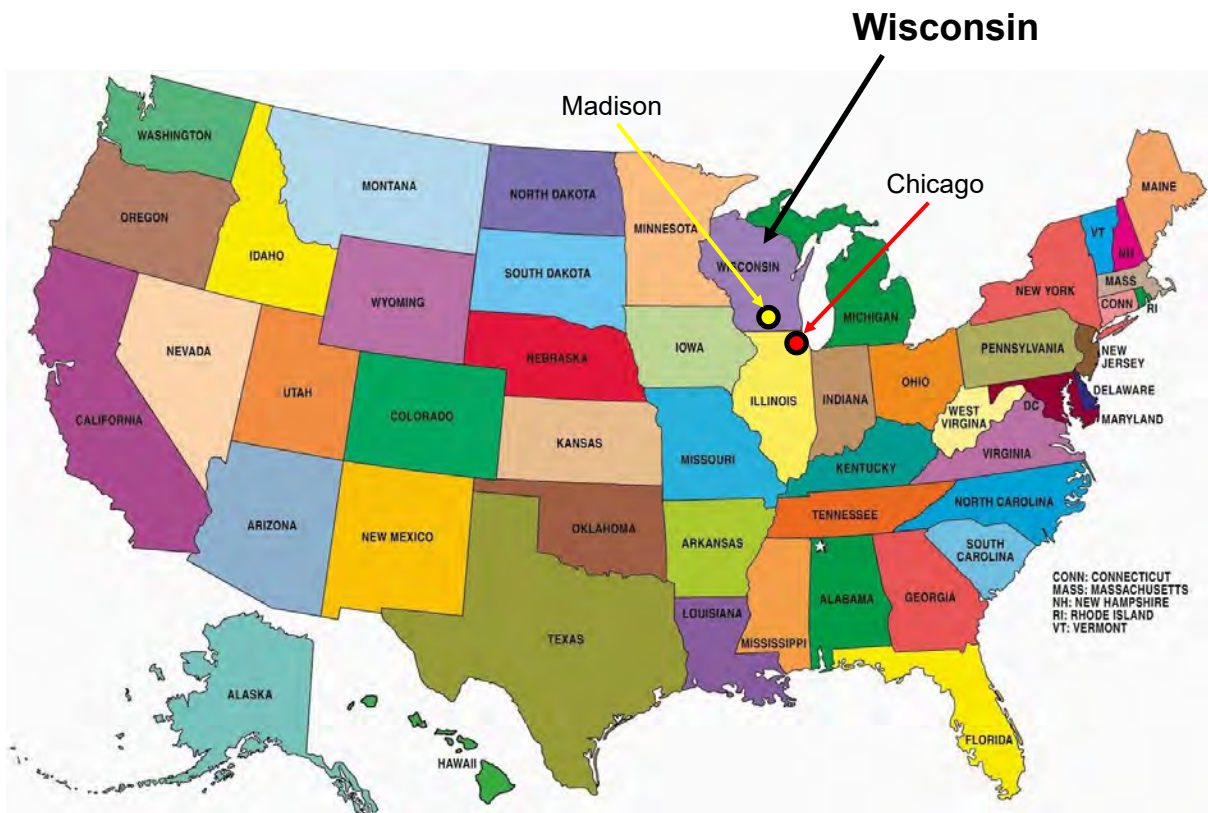 Wisconsin
Madison
Chicago
WASHINGTON
MONTANA
NORTH DAKOTA
MINNESOTA
MAINE
OREGON
IDAHO
SOUTH DAKOTA
WISCONSIN
VT
NH
WYOMING
NEW YORK
MASS
CONN
RI
MICHIGAN
NEVADA
NEBRASKA
IOWA
PENNSYLVANIA
NEW
JERSEY
UTAH
COLORADO
ILLINOIS
INDIANA
OHIO
DELAWARE
CALIFORNIA
KANSAS
WEST
VIRGINA
DC
MARYLAND
MISSOURI
KENTUCKY
VIRGINIA
ARIZONA
NEW MEXICO
OKLAHOMA
ARKANSAS
TENNESSEE
NORTH CAROLINA
SOUTH
CAROLINA
TEXAS
LOUISIANA
MISSISSIPPI
ALABAMA
GEORGIA
CONN: CONNECTICUT
MASS: MASSACHUSETTS
NH: NEW HAMPSHIRE
RI: RHODE ISLAND
VT: VERMONT
ALASKA
HAWAII
FLORIDA